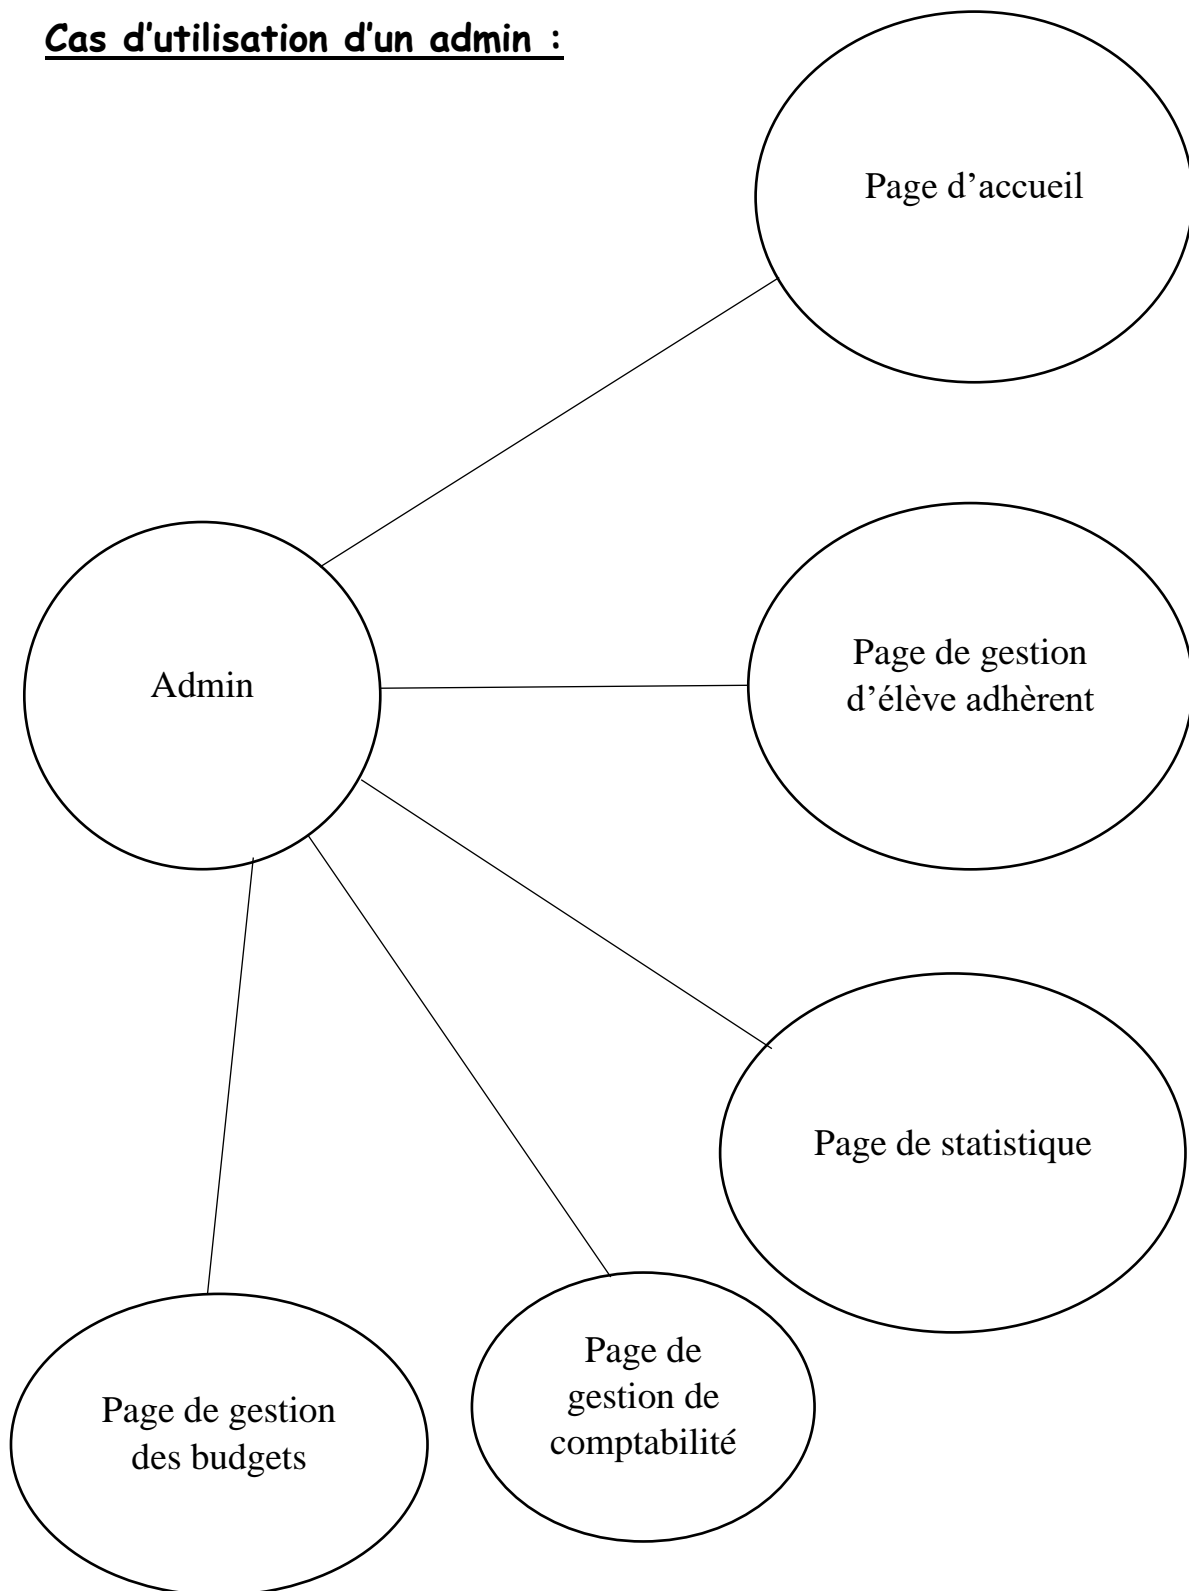 Cas d’utilisation d’un admin :
Page d’accueil
Admin
Page de gestion
d’élève adhèrent
Page de statistique
Page de
gestion de
comptabilité
Page de gestion
des budgets